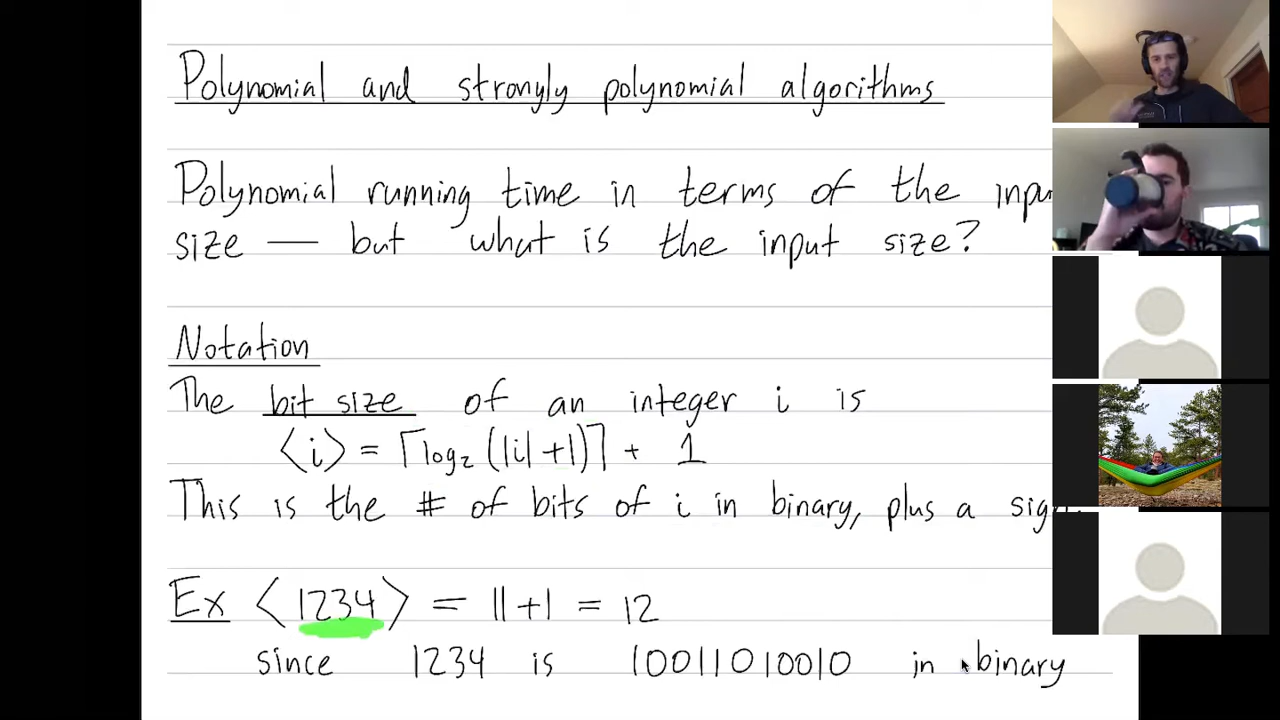 Polynomial and strongly polynomial algorithms
Polynomial running time in terms of the inpu
size — but what is the input size?
Notation
The bit size of an integer i is
⟨i⟩ = ⌈log₂ (|i| + 1)⌉ + 1
This is the # of bits of i in binary, plus a sign.
Ex ⟨1234⟩ = 11 + 1 = 12
since 1234 is 10011010010 in binary